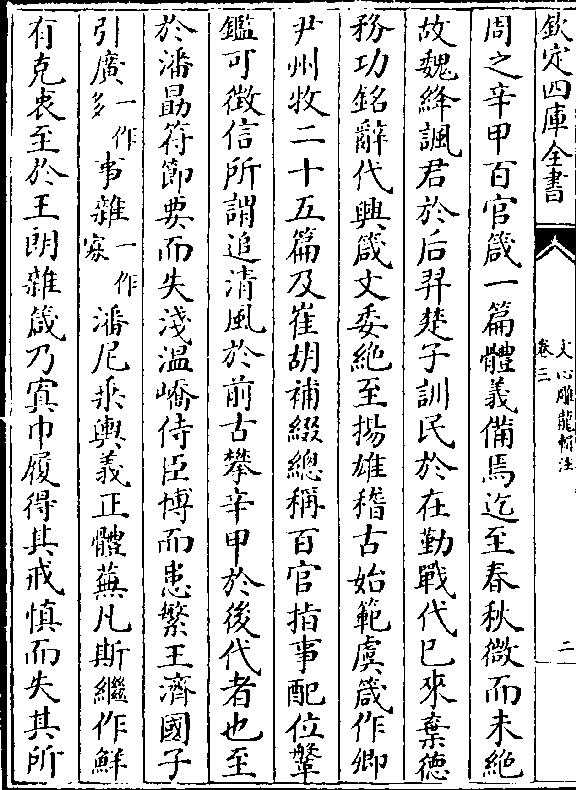 欽定四庫全書
文心雕龍輯注
卷三
二
周之辛甲百官箴一篇體義備焉迄至春秋微而未絶
故魏絳諷君於后羿楚子訓民於在勤戰代已來棄德
務功銘辭代興箴文委絶至揚雄稽古始範虞箴作卿
尹州牧二十五篇及崔胡補綴總稱百官指事配位鞶
鑑可徵信所謂追清風於前古攀辛甲於後代者也至
於潘勗符節要而失淺溫嶠侍臣博而患繁王濟國子
引廣一作多事雜一作寡潘尼乘輿義正體蕪凡斯繼作鮮
有克衷至於王朗雜箴乃寘巾履得其戒慎而失其所